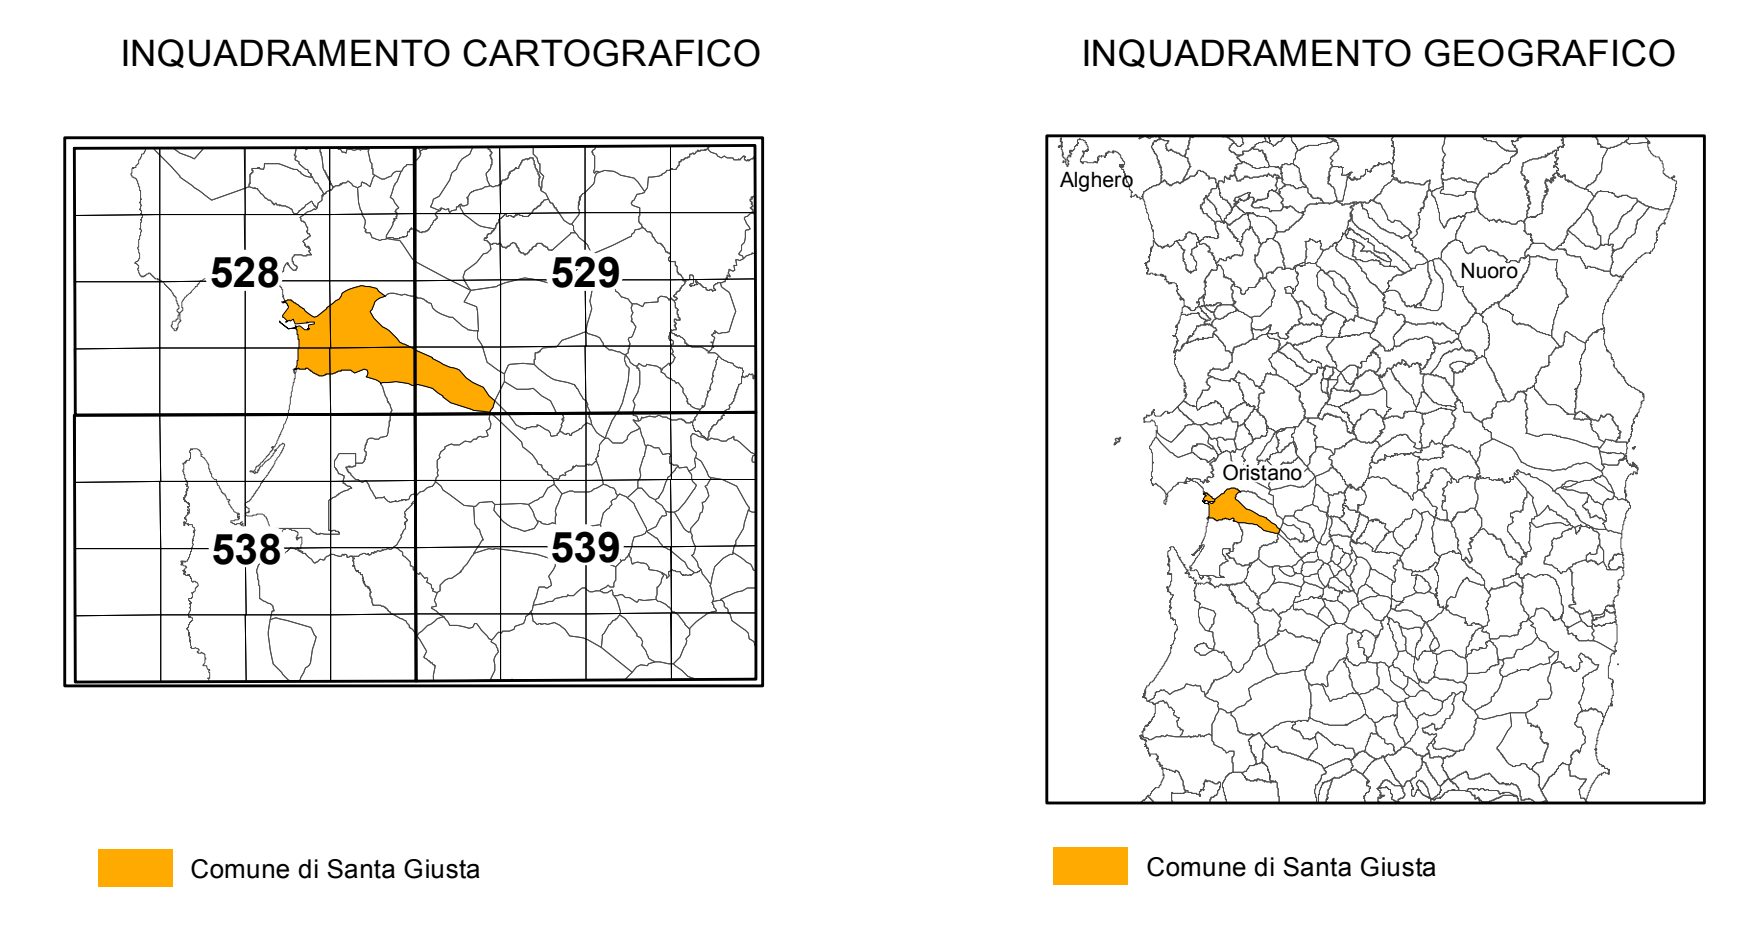 INQUADRAMENTO CARTOGRAFICO
528
529
538
539
Comune di Santa Giusta
INQUADRAMENTO GEOGRAFICO
Alghero
Nuoro
Oristano
Comune di Santa Giusta